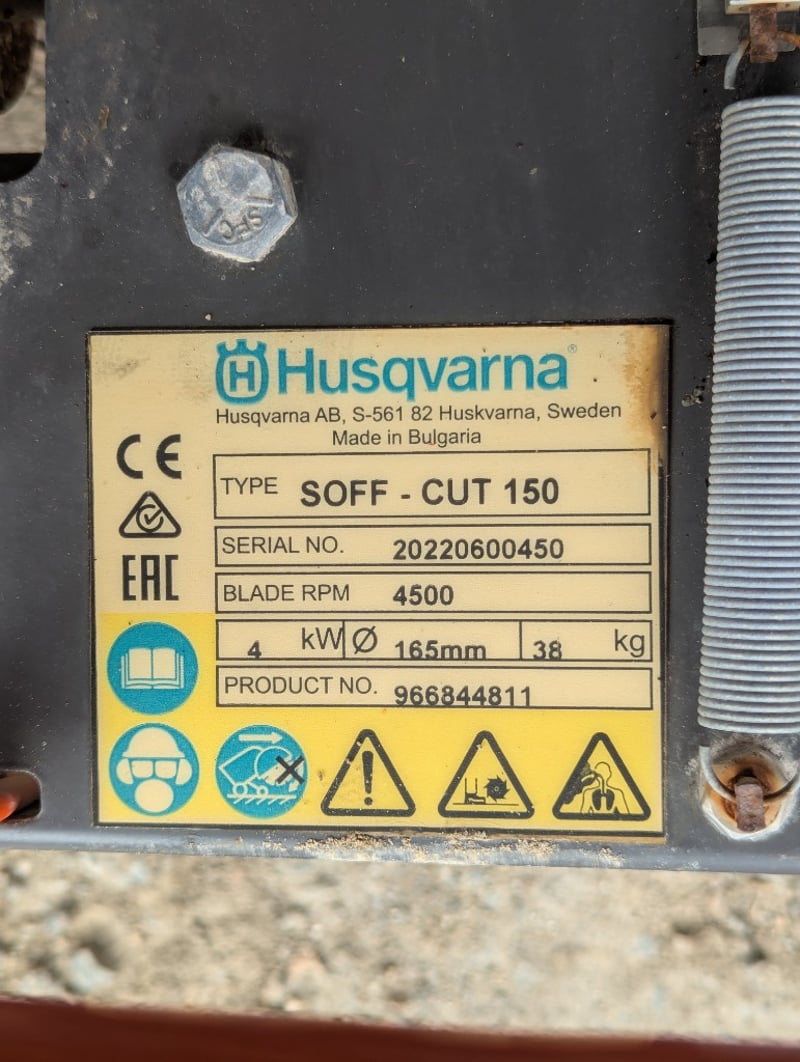 SFC
H Husqvarna®
Husqvarna AB, S-561 82 Huskvarna, Sweden
Made in Bulgaria
CE
TYPE SOFF - CUT 150
EAC
SERIAL NO. 20220600450
BLADE RPM 4500
4 kW Ø 165mm 38 kg
PRODUCT NO. 966844811